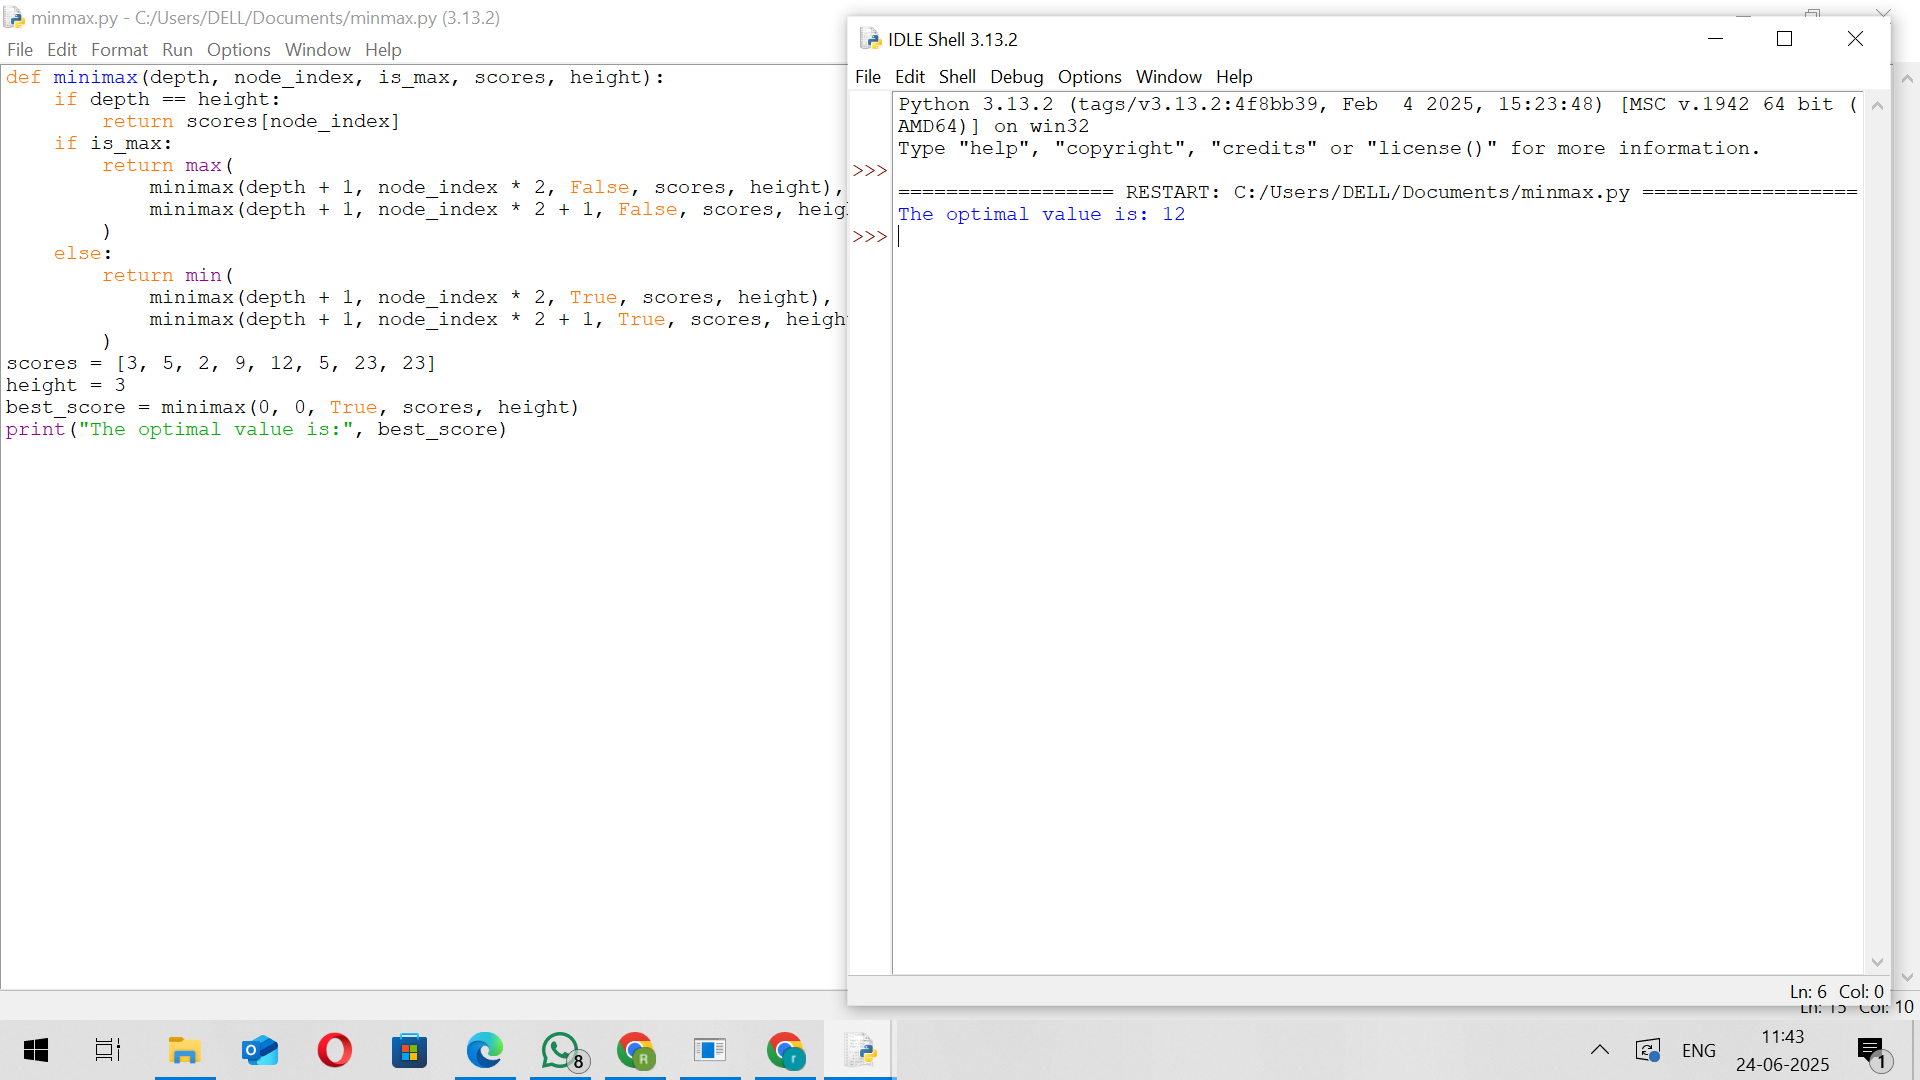 minmax.py - C:/Users/DELL/Documents/minmax.py (3.13.2)
File Edit Format Run Options Window Help
def minimax(depth, node_index, is_max, scores, height):
    if depth == height:
        return scores[node_index]
    if is_max:
        return max(
            minimax(depth + 1, node_index * 2, False, scores, height),
            minimax(depth + 1, node_index * 2 + 1, False, scores, heig
        )
    else:
        return min(
            minimax(depth + 1, node_index * 2, True, scores, height),
            minimax(depth + 1, node_index * 2 + 1, True, scores, heigh
        )
scores = [3, 5, 2, 9, 12, 5, 23, 23]
height = 3
best_score = minimax(0, 0, True, scores, height)
print("The optimal value is:", best_score)
IDLE Shell 3.13.2
File Edit Shell Debug Options Window Help
Python 3.13.2 (tags/v3.13.2:4f8bb39, Feb  4 2025, 15:23:48) [MSC v.1942 64 bit (
AMD64)] on win32
Type "help", "copyright", "credits" or "license()" for more information.
>>>
================== RESTART: C:/Users/DELL/Documents/minmax.py ==================
The optimal value is: 12
>>>
Ln: 6 Col: 0
Ln: 15 Col: 10
8
R
r
ENG
11:43
24-06-2025
1